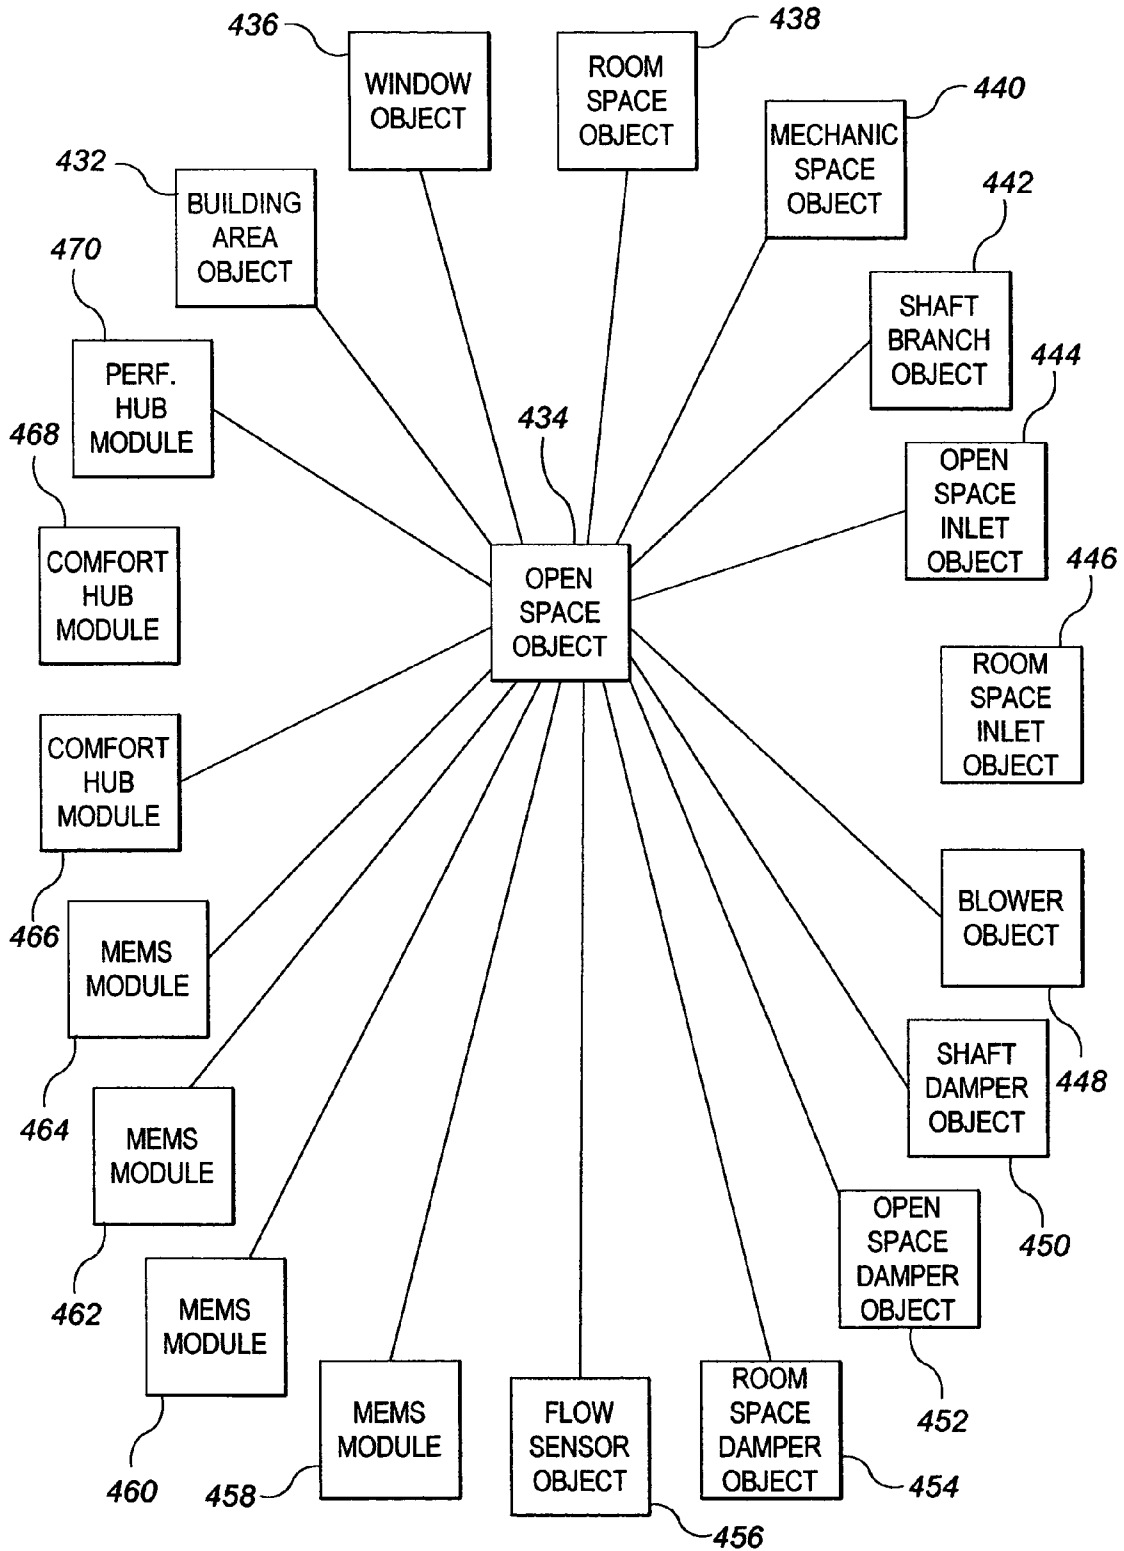 436
WINDOW
OBJECT
438
ROOM
SPACE
OBJECT
440
MECHANIC
SPACE
OBJECT
432
BUILDING
AREA
OBJECT
442
SHAFT
BRANCH
OBJECT
470
PERF.
HUB
MODULE
444
OPEN
SPACE
INLET
OBJECT
434
OPEN
SPACE
OBJECT
468
COMFORT
HUB
MODULE
446
ROOM
SPACE
INLET
OBJECT
COMFORT
HUB
MODULE
466
BLOWER
OBJECT
448
MEMS
MODULE
464
SHAFT
DAMPER
OBJECT
450
MEMS
MODULE
462
OPEN
SPACE
DAMPER
OBJECT
452
MEMS
MODULE
460
MEMS
MODULE
458
FLOW
SENSOR
OBJECT
456
ROOM
SPACE
DAMPER
OBJECT
454